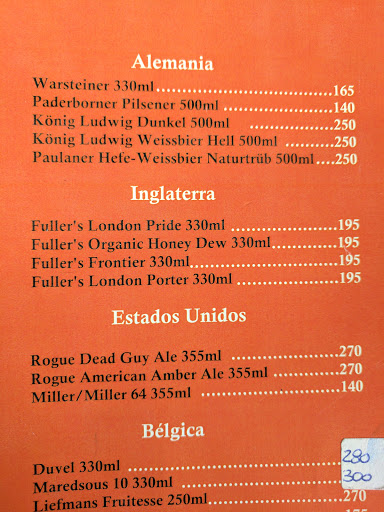 Alemania
Warsteiner 330ml ........................ 165
Paderborner Pilsener 500ml ........................ 140
König Ludwig Dunkel 500ml ........................ 250
König Ludwig Weissbier Hell 500ml ........................ 250
Paulaner Hefe-Weissbier Naturtrüb 500ml .... 250
Inglaterra
Fuller's London Pride 330ml ........................ 195
Fuller's Organic Honey Dew 330ml ................ 195
Fuller's Frontier 330ml ........................ 195
Fuller's London Porter 330ml ........................ 195
Estados Unidos
Rogue Dead Guy Ale 355ml ........................ 270
Rogue American Amber Ale 355ml ................ 270
Miller/Miller 64 355ml ........................ 140
Bélgica
Duvel 330ml ........................ 290
Maredsous 10 330ml ........................ 300
Liefmans Fruitesse 250ml ........................ 270
175